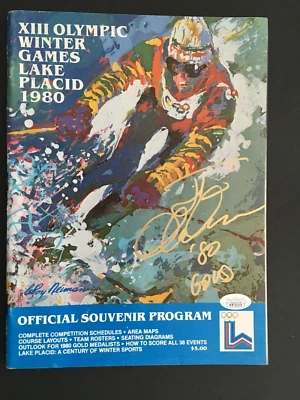 XIII OLYMPIC
WINTER
GAMES
LAKE
PLACID
1980
'80
GOLD
LeRoy Neiman
OFFICIAL SOUVENIR PROGRAM
COMPLETE COMPETITION SCHEDULES • AREA MAPS
COURSE LAYOUTS • TEAM ROSTERS • SEATING DIAGRAMS
OUTLOOK FOR 1980 GOLD MEDALISTS • HOW TO SCORE ALL 38 EVENTS
LAKE PLACID: A CENTURY OF WINTER SPORTS
$5.00